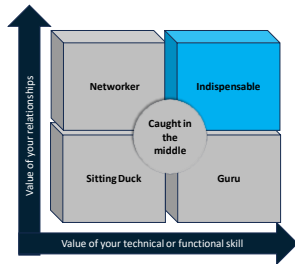 Value of your relationships
Networker
Indispensable
Caught in
the
middle
Sitting Duck
Guru
Value of your technical or functional skill